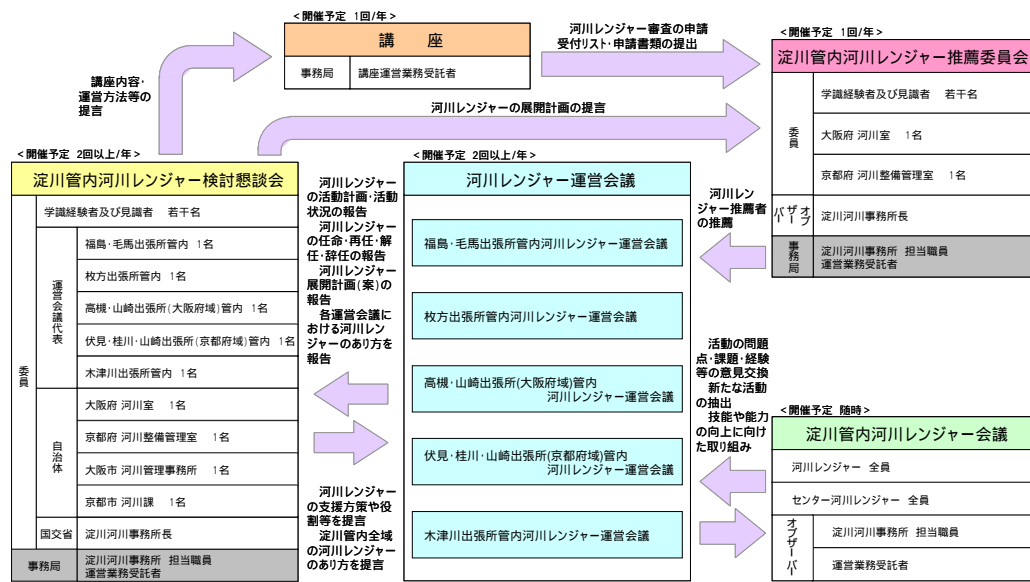 <開催予定 1回/年>
講 座
事務局 講座運営業務受託者
講座内容・
運営方法等の
提言
河川レンジャー審査の申請
受付リスト・申請書類の提出
河川レンジャーの展開計画の提言
<開催予定 1回/年>
淀川管内河川レンジャー推薦委員会
委員
学識経験者及び見識者 若干名
大阪府 河川室 1名
京都府 河川整備管理室 1名
オブザーバー
淀川河川事務所長
事務局
淀川河川事務所 担当職員
運営業務受託者
<開催予定 2回以上/年>
淀川管内河川レンジャー検討懇談会
委員
学識経験者及び見識者 若干名
運営会議代表
福島・毛馬出張所管内 1名
枚方出張所管内 1名
高槻・山崎出張所(大阪府域)管内 1名
伏見・桂川・山崎出張所(京都府域)管内 1名
木津川出張所管内 1名
自治体
大阪府 河川室 1名
京都府 河川整備管理室 1名
大阪市 河川管理事務所 1名
京都市 河川課 1名
国交省 淀川河川事務所長
事務局
淀川河川事務所 担当職員
運営業務受託者
河川レンジャー
の活動計画・活動
状況の報告
河川レンジャー
の任命・再任・解
任・辞任の報告
河川レンジャー
展開計画(案)の
報告
各運営会議に
おける河川レン
ジャーのあり方を
報告
河川レンジャー
の支援方策や役
割等を提言
淀川管内全域
の河川レンジャー
のあり方を提言
<開催予定 2回以上/年>
河川レンジャー運営会議
福島・毛馬出張所管内河川レンジャー運営会議
枚方出張所管内河川レンジャー運営会議
高槻・山崎出張所(大阪府域)管内
河川レンジャー運営会議
伏見・桂川・山崎出張所(京都府域)管内
河川レンジャー運営会議
木津川出張所管内河川レンジャー運営会議
河川レン
ジャー推薦者
の推薦
活動の問題
点・課題・経験
等の意見交換
新たな活動
の抽出
技能や能力
の向上に向け
た取り組み
<開催予定 随時>
淀川管内河川レンジャー会議
河川レンジャー 全員
センター河川レンジャー 全員
オブザーバー
淀川河川事務所 担当職員
運営業務受託者